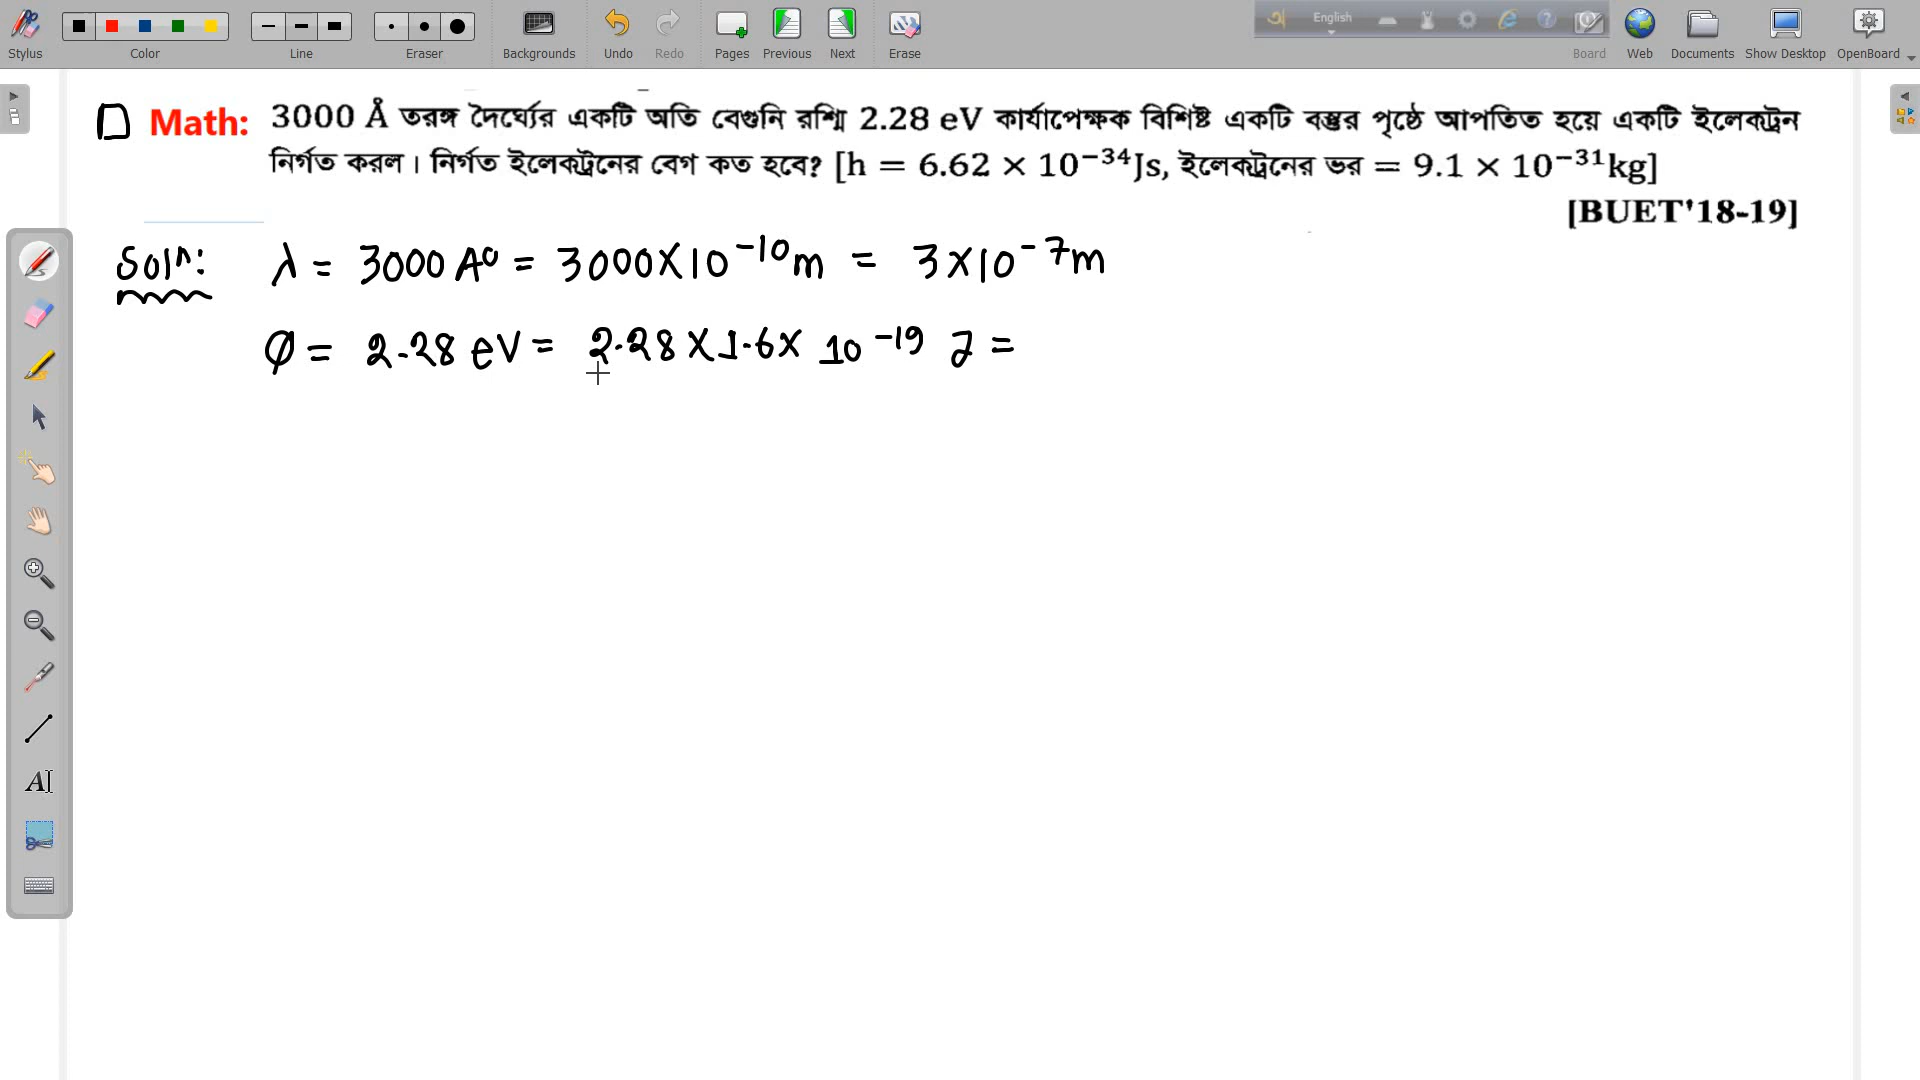 Stylus Color Line Eraser Backgrounds Undo Redo Pages Previous Next Erase English Board Web Documents Show Desktop OpenBoard
Math: 3000 Å তরঙ্গ দৈর্ঘ্যের একটি অতি বেগুনি রশ্মি 2.28 eV কার্যাপেক্ষক বিশিষ্ট একটি বস্তুর পৃষ্ঠে আপতিত হয়ে একটি ইলেকট্রন
নির্গত করল। নির্গত ইলেকট্রনের বেগ কত হবে? [h = 6.62 × 10⁻³⁴Js, ইলেকট্রনের ভর = 9.1 × 10⁻³¹kg]
[BUET'18-19]
Soln: λ = 3000 A° = 3000×10⁻¹⁰m = 3×10⁻⁷m
Ø = 2.28 eV = 2.28×1.6×10⁻¹⁹ J =